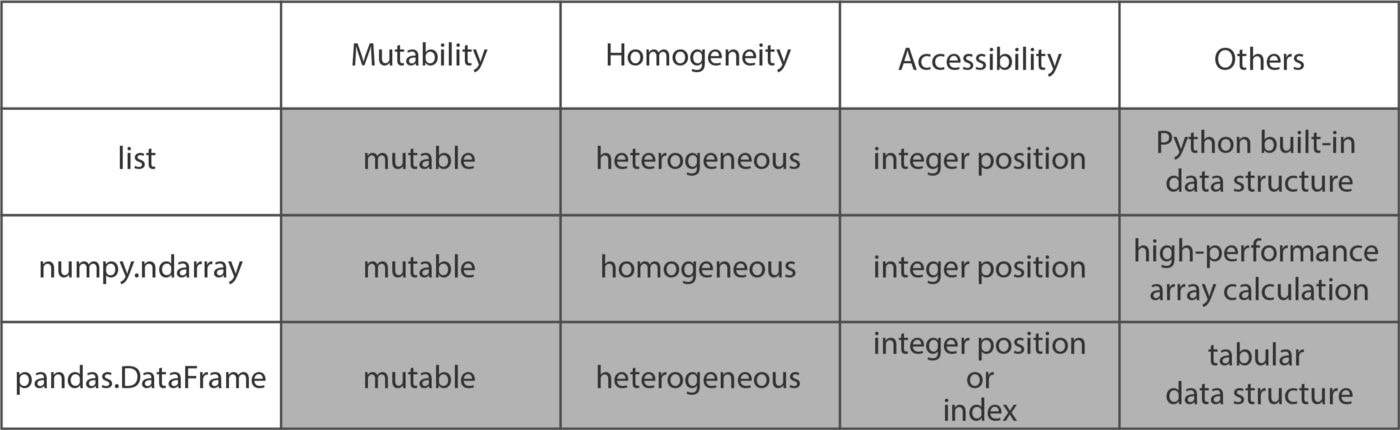 Mutability
Homogeneity
Accessibility
Others
list
mutable
heterogeneous
integer position
Python built-in
data structure
numpy.ndarray
mutable
homogeneous
integer position
high-performance
array calculation
pandas.DataFrame
mutable
heterogeneous
integer position
or
index
tabular
data structure